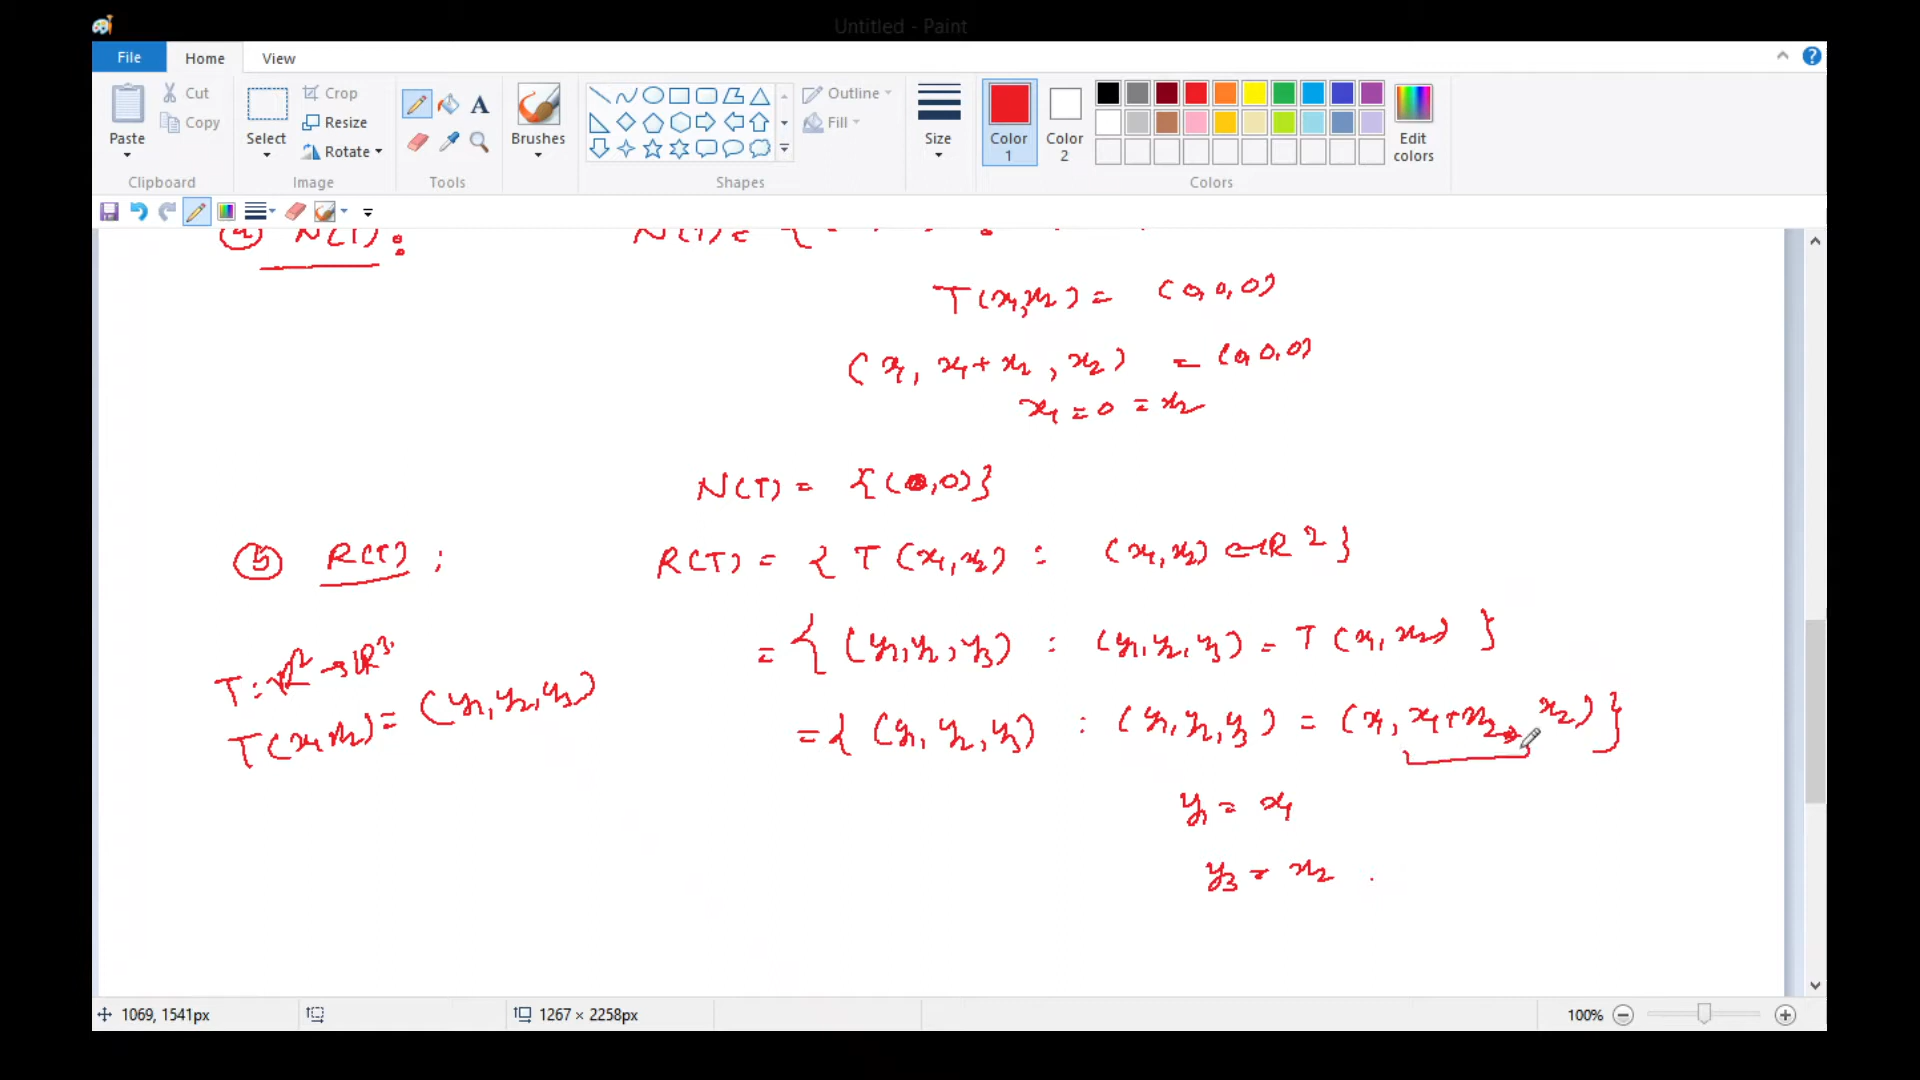 Untitled - Paint
File Home View
Paste
Cut
Copy
Clipboard
Select
Crop
Resize
Rotate
Image
A
Tools
Brushes
Shapes
Outline
Fill
Size
Color 1
Color 2
Edit colors
Colors
N(T): N(T) = {
T(x₁,x₂) = (0,0,0)
(x₁, x₁+x₂, x₂) = (0,0,0)
x₁ = 0 = x₂
N(T) = {(0,0)}
⑤ R(T) ; R(T) = { T(x₁,x₂) : (x₁,x₂) ∈ ℝ² }
= { (y₁,y₂,y₃) : (y₁,y₂,y₃) = T(x₁,x₂) }
T: ℝ² → ℝ³
T(x₁,x₂) = (y₁,y₂,y₃)
= { (y₁,y₂,y₃) : (y₁,y₂,y₃) = (x₁, x₁+x₂, x₂) }
y₁ = x₁
y₃ = x₂
1069, 1541px 1267 × 2258px 100%